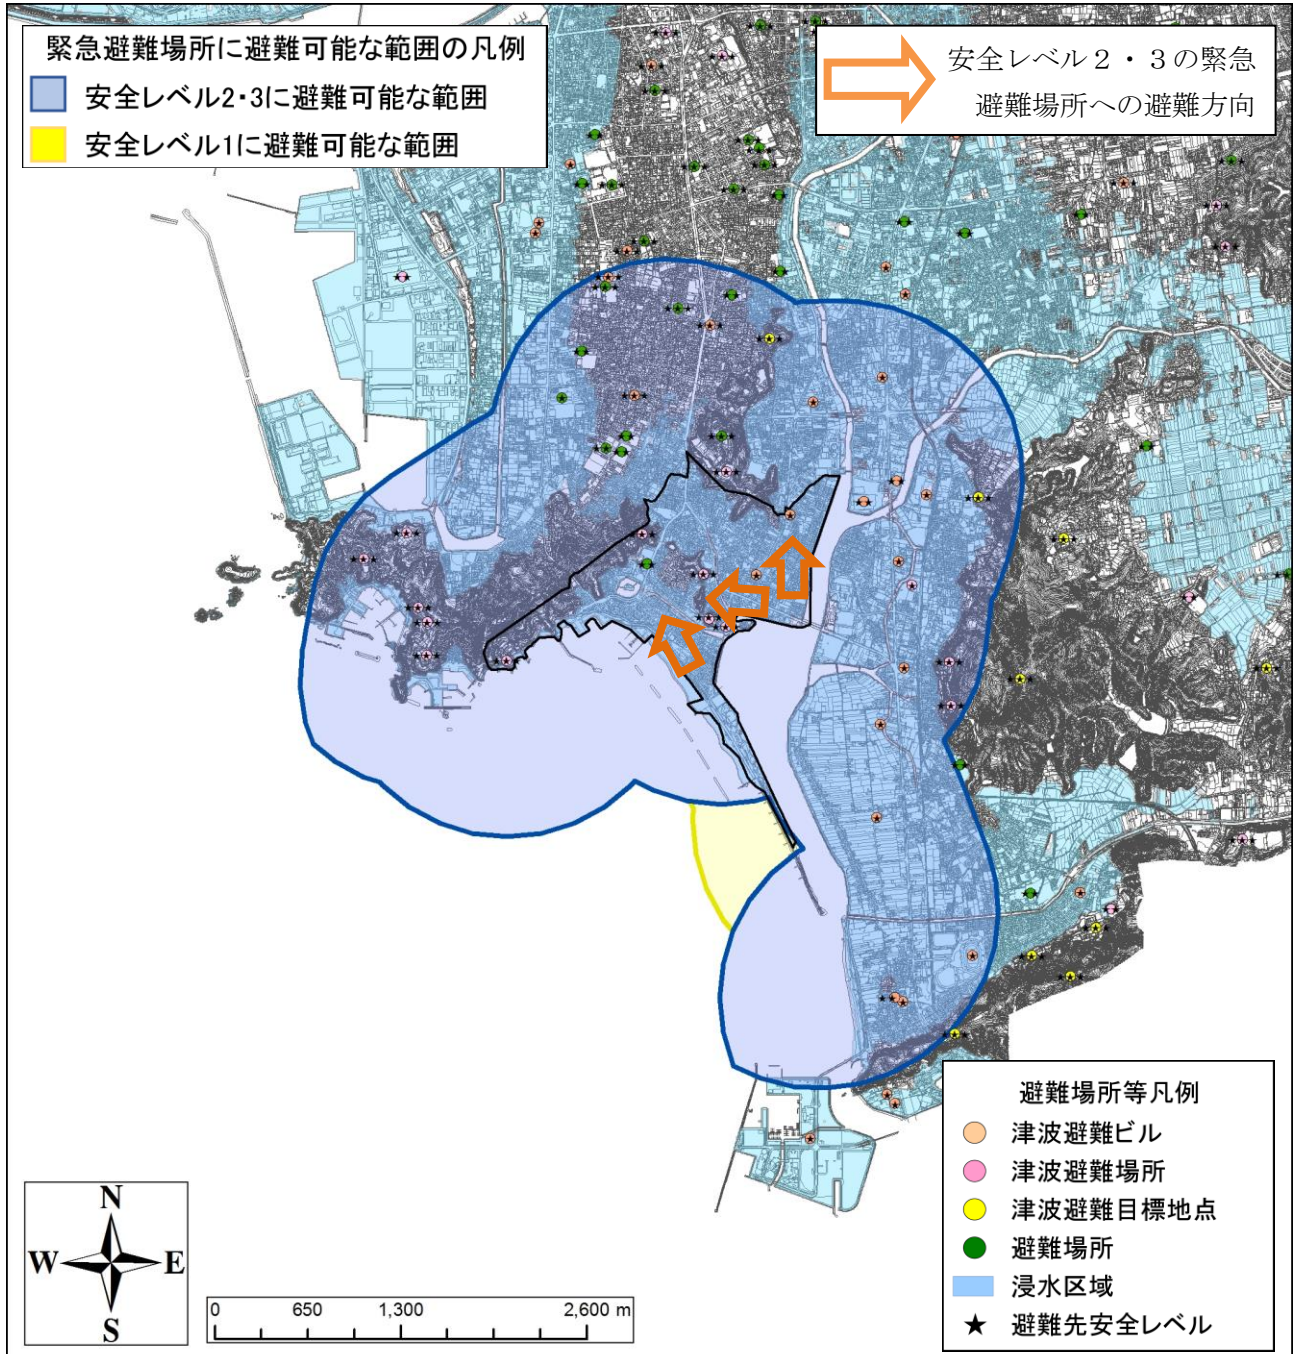 緊急避難場所に避難可能な範囲の凡例
安全レベル2・3に避難可能な範囲
安全レベル1に避難可能な範囲
安全レベル２・３の緊急
避難場所への避難方向
避難場所等凡例
津波避難ビル
津波避難場所
津波避難目標地点
避難場所
浸水区域
★ 避難先安全レベル
N
W E
S
0 650 1,300 2,600 m